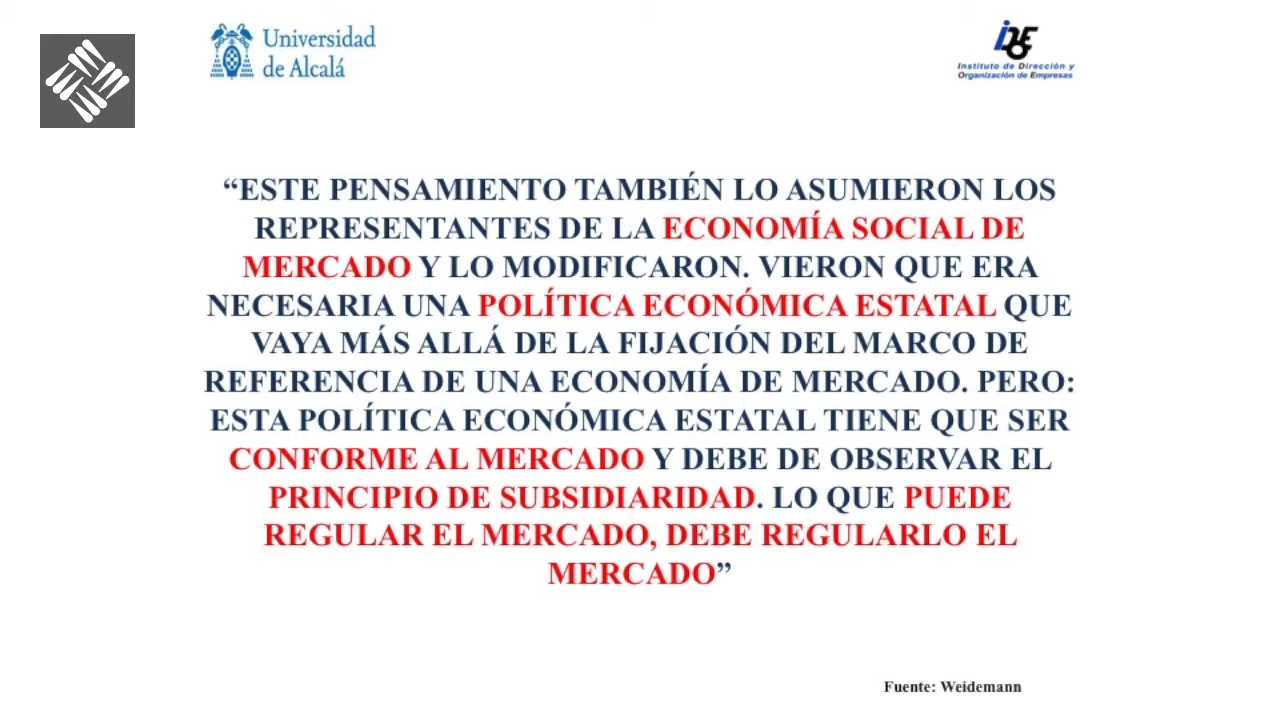 Universidad
de Alcalá
IDOE
Instituto de Dirección y
Organización de Empresas
“ESTE PENSAMIENTO TAMBIÉN LO ASUMIERON LOS
REPRESENTANTES DE LA ECONOMÍA SOCIAL DE
MERCADO Y LO MODIFICARON. VIERON QUE ERA
NECESARIA UNA POLÍTICA ECONÓMICA ESTATAL QUE
VAYA MÁS ALLÁ DE LA FIJACIÓN DEL MARCO DE
REFERENCIA DE UNA ECONOMÍA DE MERCADO. PERO:
ESTA POLÍTICA ECONÓMICA ESTATAL TIENE QUE SER
CONFORME AL MERCADO Y DEBE DE OBSERVAR EL
PRINCIPIO DE SUBSIDIARIDAD. LO QUE PUEDE
REGULAR EL MERCADO, DEBE REGULARLO EL
MERCADO”
Fuente: Weidemann